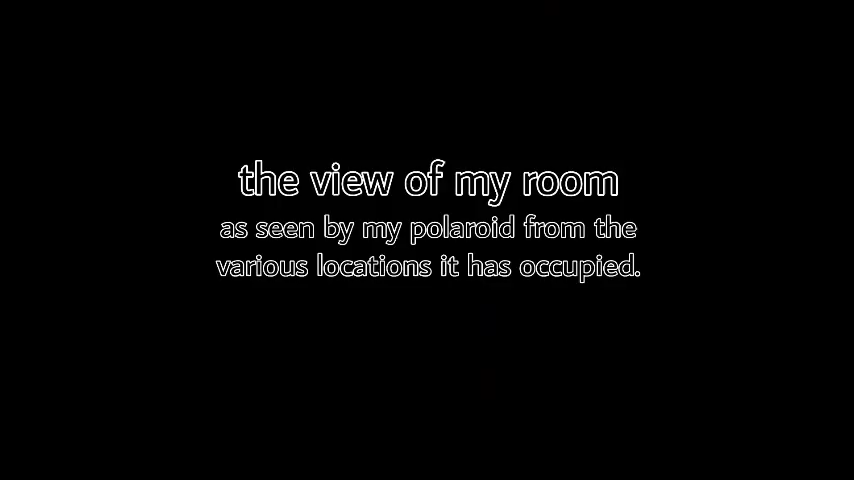 the view of my room
as seen by my polaroid from the
various locations it has occupied.